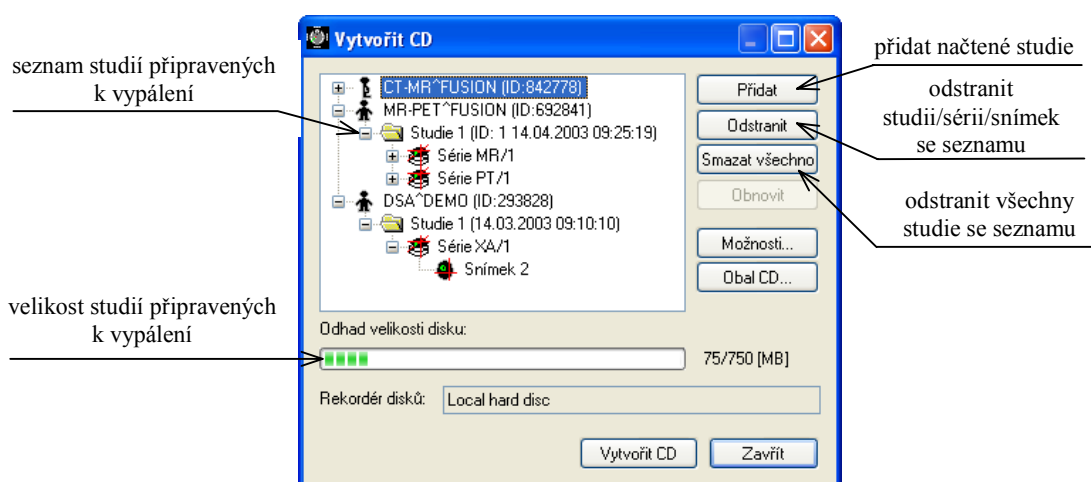 Vytvořit CD
přidat načtené studie
seznam studií připravených
k vypálení
odstranit
studii/sérii/snímek
se seznamu
odstranit všechny
studie se seznamu
velikost studií připravených
k vypálení
CT-MR^FUSION (ID:842778)
MR-PET^FUSION (ID:692841)
Studie 1 (ID: 1 14.04.2003 09:25:19)
Série MR/1
Série PT/1
DSA^DEMO (ID:293828)
Studie 1 (14.03.2003 09:10:10)
Série XA/1
Snímek 2
Přidat
Odstranit
Smazat všechno
Obnovit
Možnosti...
Obal CD...
Odhad velikosti disku:
75/750 [MB]
Rekordér disků: Local hard disc
Vytvořit CD Zavřít